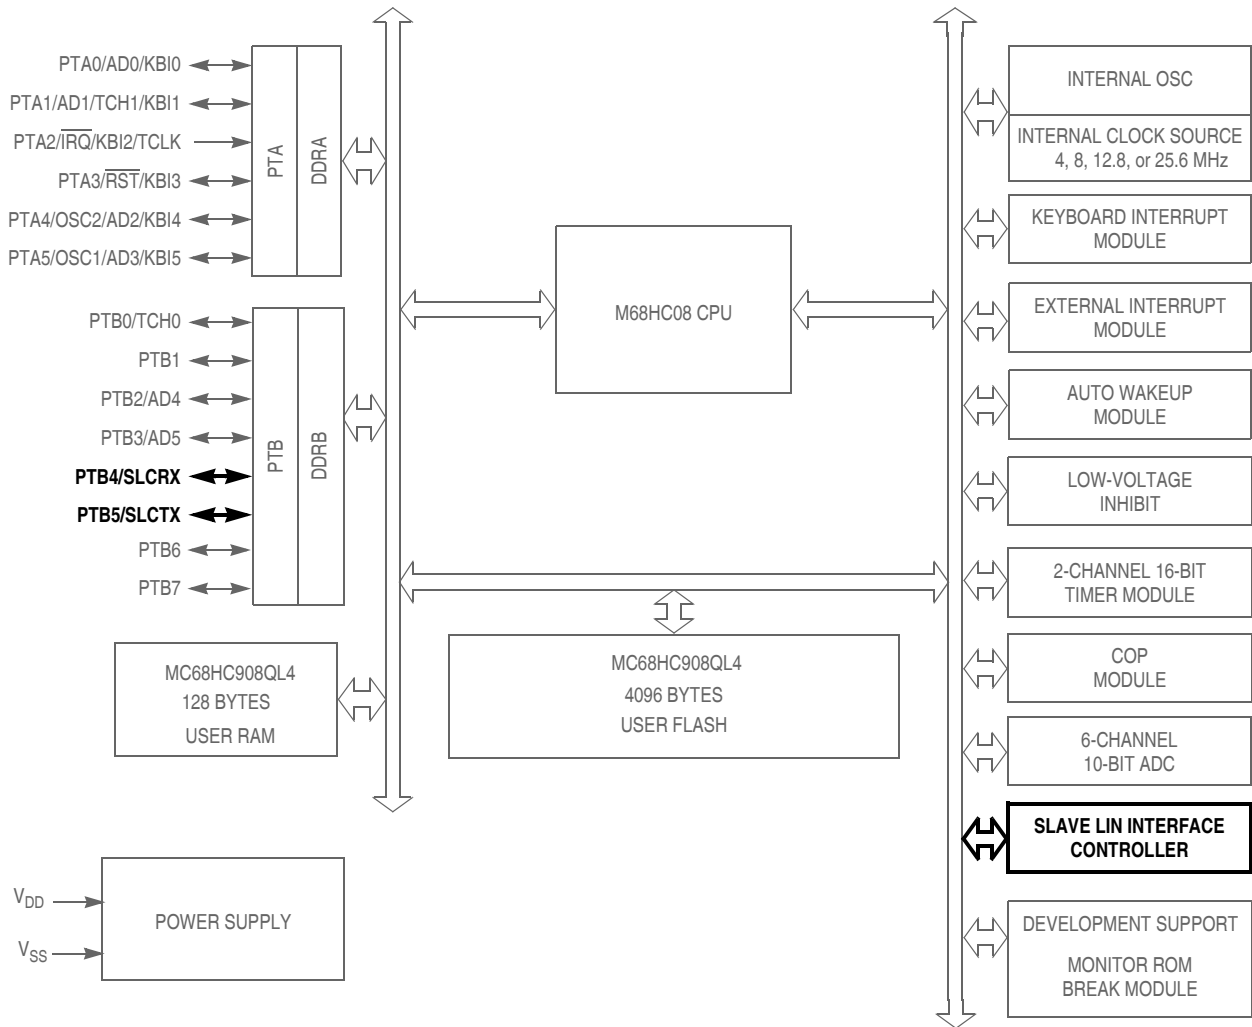 PTA0/AD0/KBI0
PTA1/AD1/TCH1/KBI1
PTA2/IRQ/KBI2/TCLK
PTA3/RST/KBI3
PTA4/OSC2/AD2/KBI4
PTA5/OSC1/AD3/KBI5
PTA
DDRA
PTB0/TCH0
PTB1
PTB2/AD4
PTB3/AD5
PTB4/SLCRX
PTB5/SLCTX
PTB6
PTB7
PTB
DDRB
MC68HC908QL4
128 BYTES
USER RAM
VDD
VSS
POWER SUPPLY
M68HC08 CPU
MC68HC908QL4
4096 BYTES
USER FLASH
INTERNAL OSC
INTERNAL CLOCK SOURCE
4, 8, 12.8, or 25.6 MHz
KEYBOARD INTERRUPT
MODULE
EXTERNAL INTERRUPT
MODULE
AUTO WAKEUP
MODULE
LOW-VOLTAGE
INHIBIT
2-CHANNEL 16-BIT
TIMER MODULE
COP
MODULE
6-CHANNEL
10-BIT ADC
SLAVE LIN INTERFACE
CONTROLLER
DEVELOPMENT SUPPORT
MONITOR ROM
BREAK MODULE